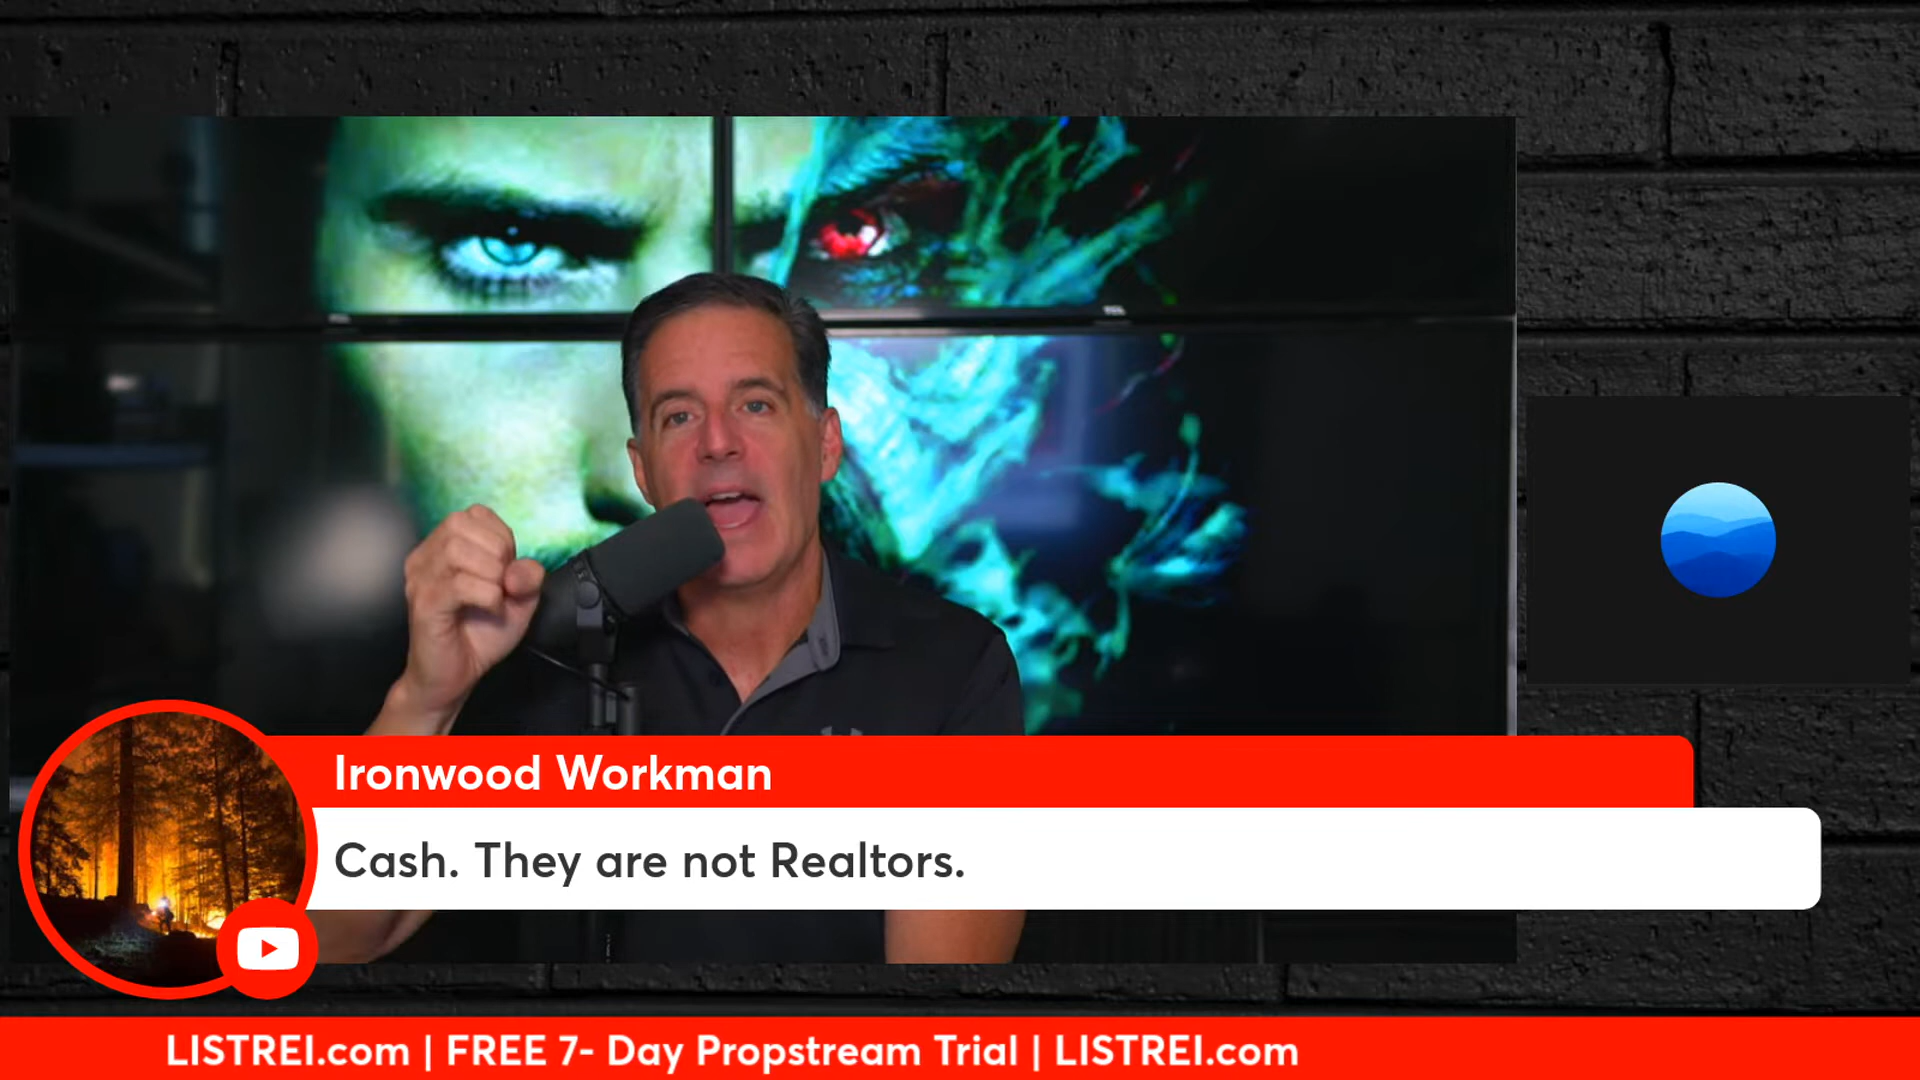 Ironwood Workman
Cash. They are not Realtors.
LISTREI.com | FREE 7- Day Propstream Trial | LISTREI.com